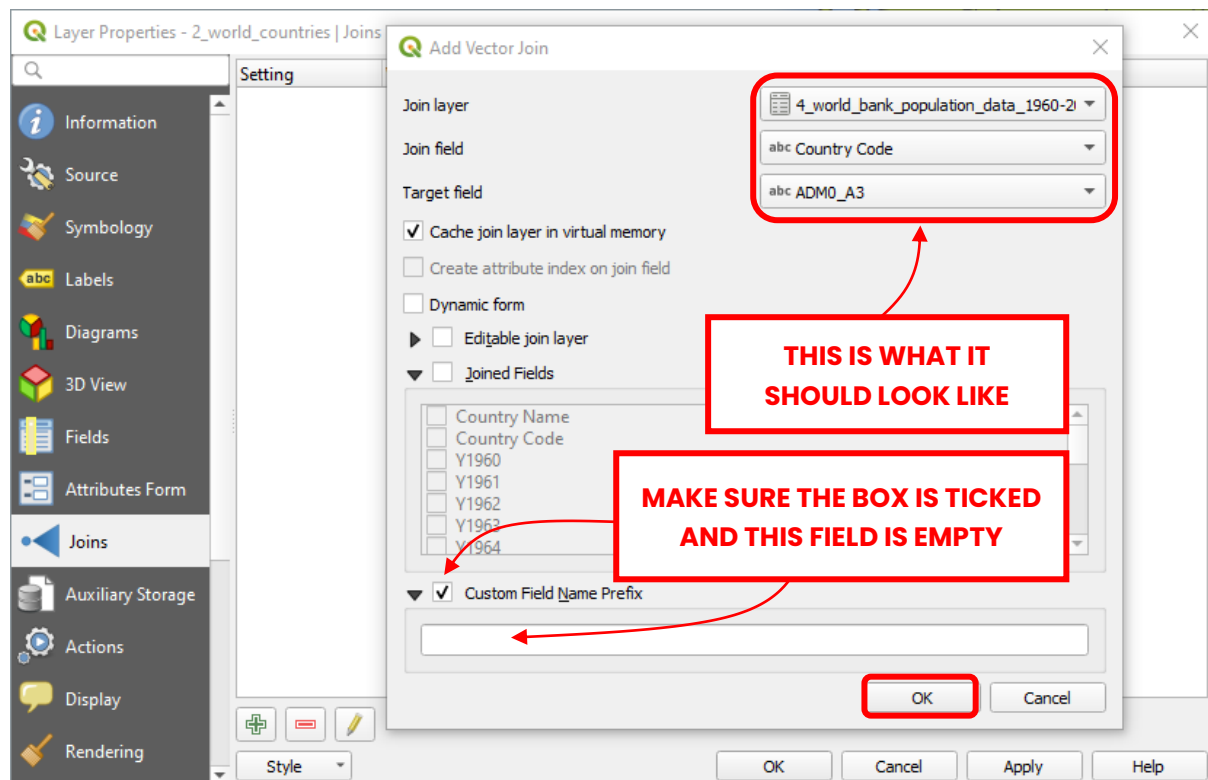 Layer Properties - 2_world_countries | Joins
Add Vector Join
Information
Source
Symbology
abc Labels
Diagrams
3D View
Fields
Attributes Form
Joins
Auxiliary Storage
Actions
Display
Rendering
Setting
Join layer
4_world_bank_population_data_1960-2
Join field
abc Country Code
Target field
abc ADM0_A3
Cache join layer in virtual memory
Create attribute index on join field
Dynamic form
Editable join layer
Joined Fields
Country Name
Country Code
Y1960
Y1961
Y1962
Y1963
Y1964
THIS IS WHAT IT
SHOULD LOOK LIKE
MAKE SURE THE BOX IS TICKED
AND THIS FIELD IS EMPTY
Custom Field Name Prefix
OK
Cancel
Style
OK
Cancel
Apply
Help